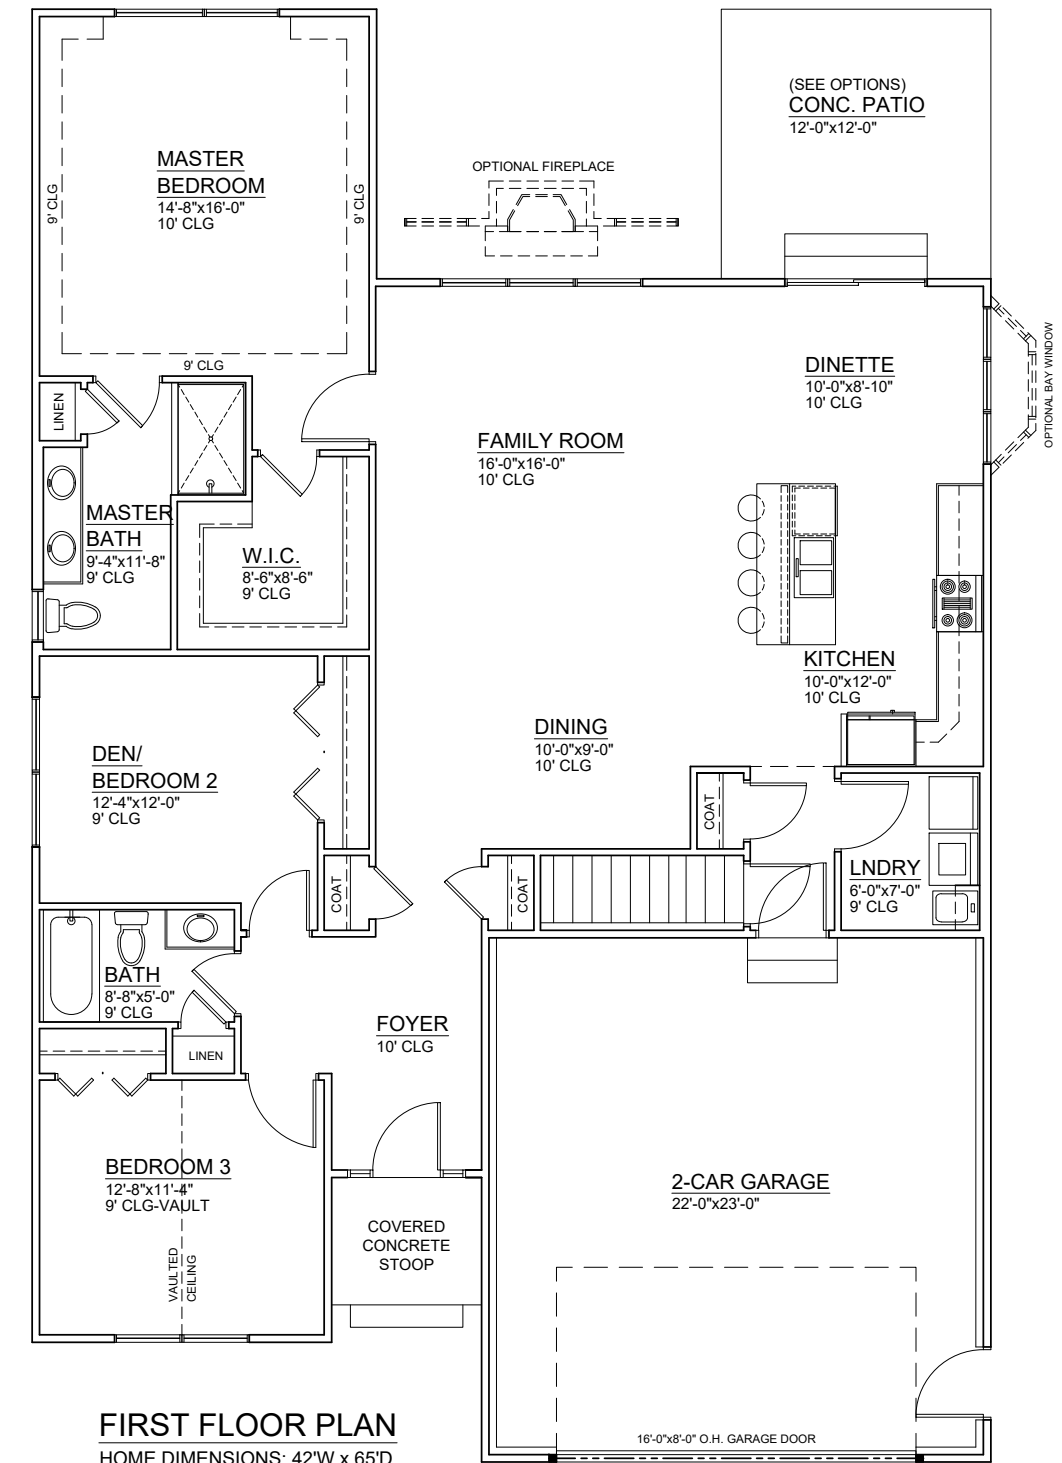 (SEE OPTIONS)
CONC. PATIO
12'-0"x12'-0"
MASTER
BEDROOM
14'-8"x16'-0"
10' CLG
9' CLG
9' CLG
9' CLG
OPTIONAL FIREPLACE
OPTIONAL BAY WINDOW
DINETTE
10'-0"x8'-10"
10' CLG
FAMILY ROOM
16'-0"x16'-0"
10' CLG
LINEN
MASTER
BATH
9'-4"x11'-8"
9' CLG
W.I.C.
8'-6"x8'-6"
9' CLG
KITCHEN
10'-0"x12'-0"
10' CLG
DINING
10'-0"x9'-0"
10' CLG
DEN/
BEDROOM 2
12'-4"x12'-0"
9' CLG
COAT
COAT
COAT
LNDRY
6'-0"x7'-0"
9' CLG
BATH
8'-8"x5'-0"
9' CLG
LINEN
FOYER
10' CLG
BEDROOM 3
12'-8"x11'-4"
9' CLG-VAULT
VAULTED
CEILING
COVERED
CONCRETE
STOOP
2-CAR GARAGE
22'-0"x23'-0"
16'-0"x8'-0" O.H. GARAGE DOOR
FIRST FLOOR PLAN
HOME DIMENSIONS: 42'W x 65'D